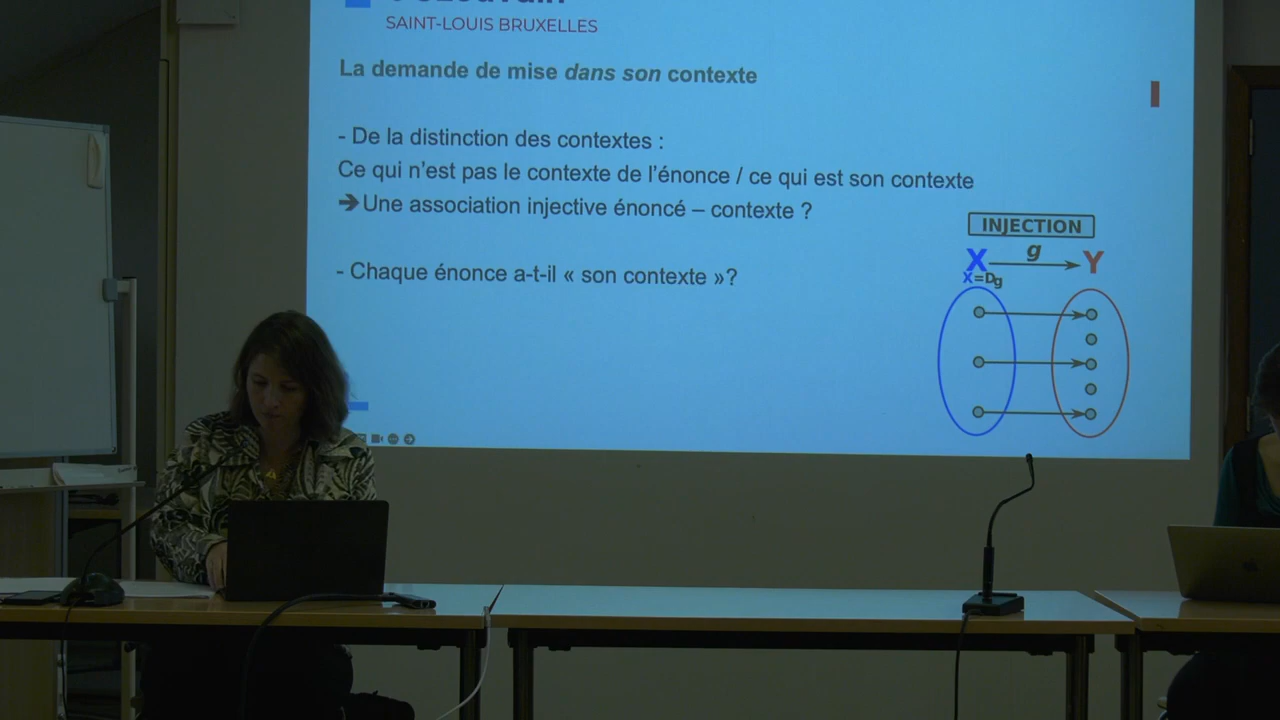 SAINT-LOUIS BRUXELLES
La demande de mise dans son contexte
- De la distinction des contextes :
Ce qui n'est pas le contexte de l'énonce / ce qui est son contexte
➔ Une association injective énoncé – contexte ?
- Chaque énonce a-t-il « son contexte »?
INJECTION
g
X Y
X=Dg